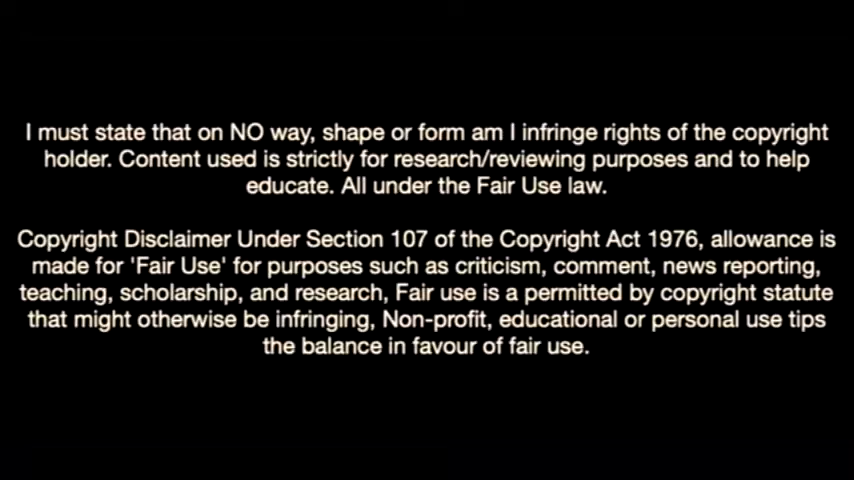 I must state that on NO way, shape or form am I infringe rights of the copyright
holder. Content used is strictly for research/reviewing purposes and to help
educate. All under the Fair Use law.
Copyright Disclaimer Under Section 107 of the Copyright Act 1976, allowance is
made for 'Fair Use' for purposes such as criticism, comment, news reporting,
teaching, scholarship, and research, Fair use is a permitted by copyright statute
that might otherwise be infringing, Non-profit, educational or personal use tips
the balance in favour of fair use.